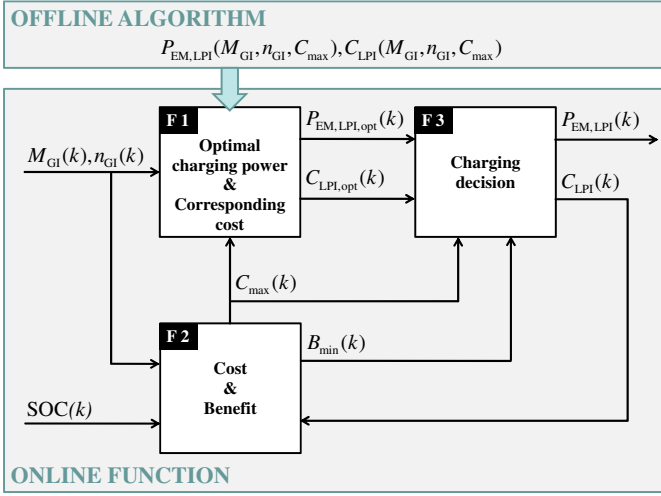 OFFLINE ALGORITHM
P_EM,LPI(M_GI, n_GI, C_max), C_LPI(M_GI, n_GI, C_max)
F 1
Optimal
charging power
&
Corresponding
cost
P_EM,LPI,opt(k)
F 3
Charging
decision
P_EM,LPI(k)
M_GI(k), n_GI(k)
C_LPI,opt(k)
C_LPI(k)
C_max(k)
F 2
Cost
&
Benefit
B_min(k)
SOC(k)
ONLINE FUNCTION